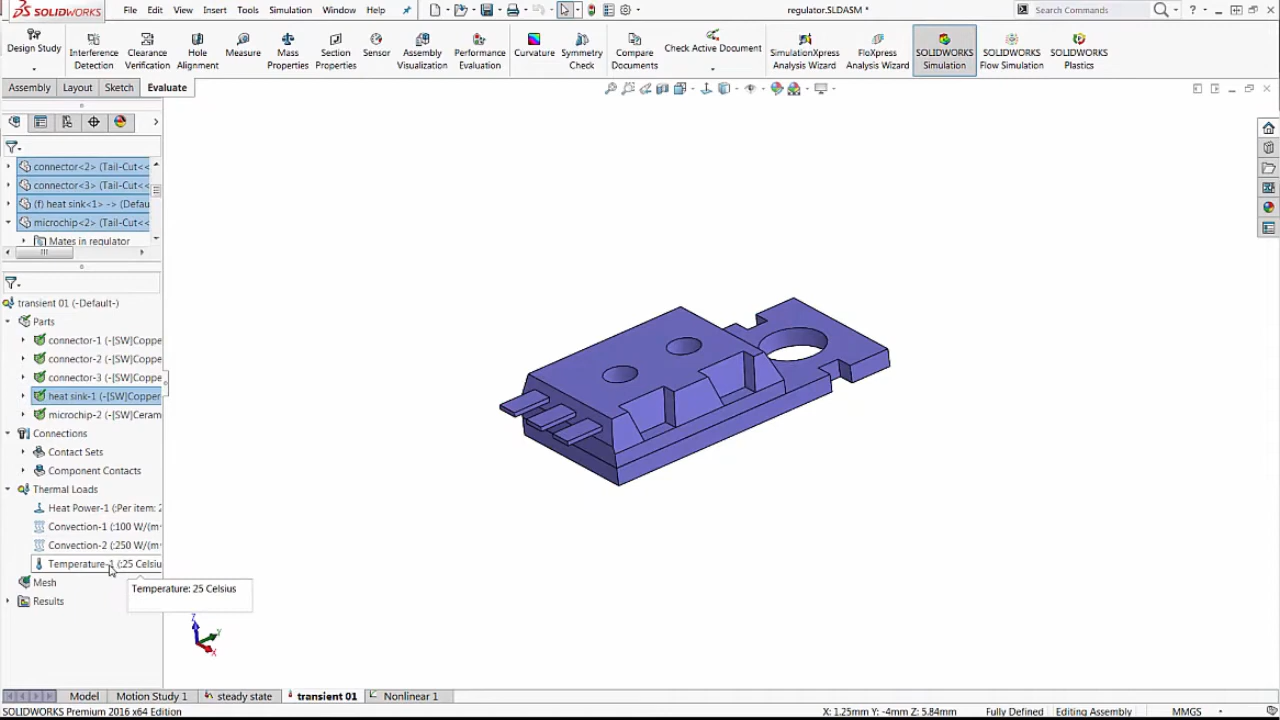 SOLIDWORKS
File Edit View Insert Tools Simulation Window Help
regulator.SLDASM *
Search Commands
Design Study
Interference Detection
Clearance Verification
Hole Alignment
Measure
Mass Properties
Section Properties
Sensor
Assembly Visualization
Performance Evaluation
Curvature
Symmetry Check
Compare Documents
Check Active Document
SimulationXpress Analysis Wizard
FloXpress Analysis Wizard
SOLIDWORKS Simulation
SOLIDWORKS Flow Simulation
SOLIDWORKS Plastics
Assembly Layout Sketch Evaluate
connector<2> (Tail-Cut<<
connector<3> (Tail-Cut<<
(f) heat sink<1> -> (Defau
microchip<2> (Tail-Cut<<
Mates in regulator
transient 01 (-Default-)
Parts
connector-1 (-[SW]Coppe
connector-2 (-[SW]Coppe
connector-3 (-[SW]Coppe
heat sink-1 (-[SW]Copper
microchip-2 (-[SW]Ceram
Connections
Contact Sets
Component Contacts
Thermal Loads
Heat Power-1 (:Per item: 2
Convection-1 (:100 W/(m
Convection-2 (:250 W/(m
Temperature-1 (:25 Celsiu
Temperature: 25 Celsius
Mesh
Results
Z
Y
X
Model Motion Study 1 steady state transient 01 Nonlinear 1
SOLIDWORKS Premium 2016 x64 Edition
X: 1.25mm Y: -4mm Z: 5.84mm Fully Defined Editing Assembly MMGS